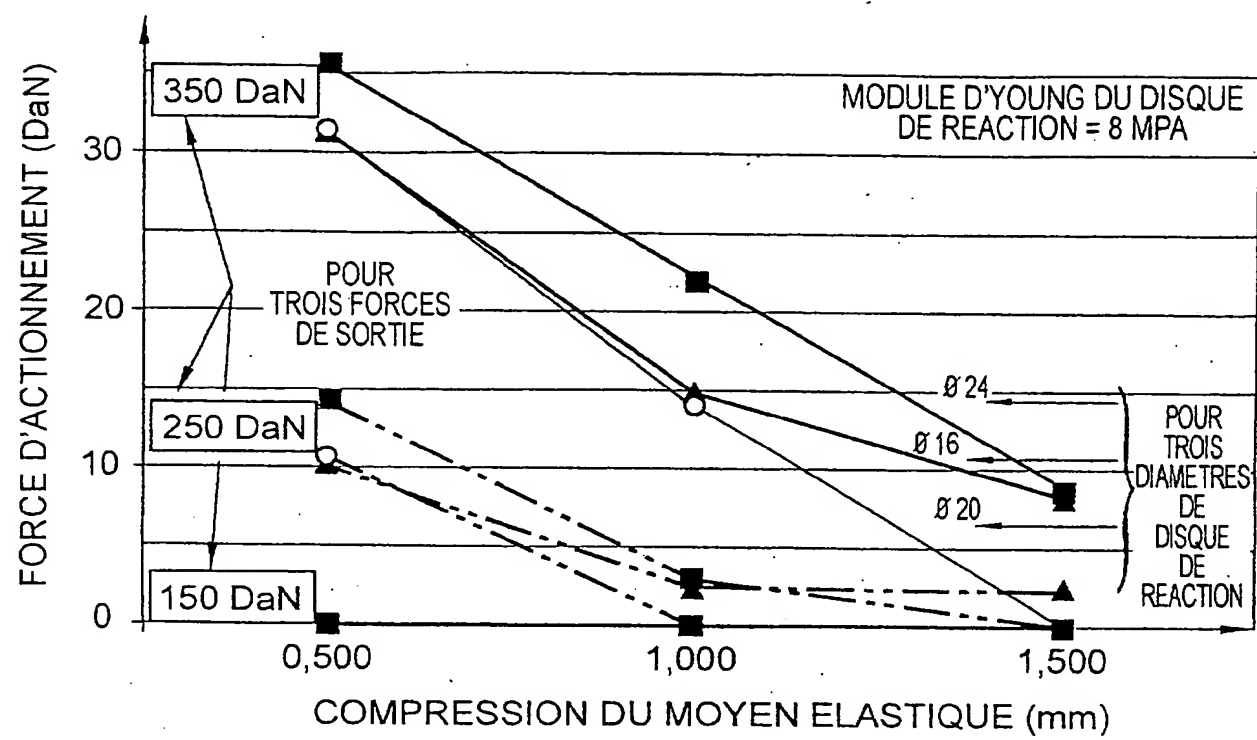 FORCE D'ACTIONNEMENT (DaN)
350 DaN
MODULE D'YOUNG DU DISQUE
DE REACTION = 8 MPA
30
POUR
TROIS FORCES
DE SORTIE
20
250 DaN
10
150 DaN
0
Ø 24
Ø 16
Ø 20
POUR
TROIS
DIAMETRES
DE
DISQUE
DE
REACTION
0,500
1,000
1,500
COMPRESSION DU MOYEN ELASTIQUE (mm)